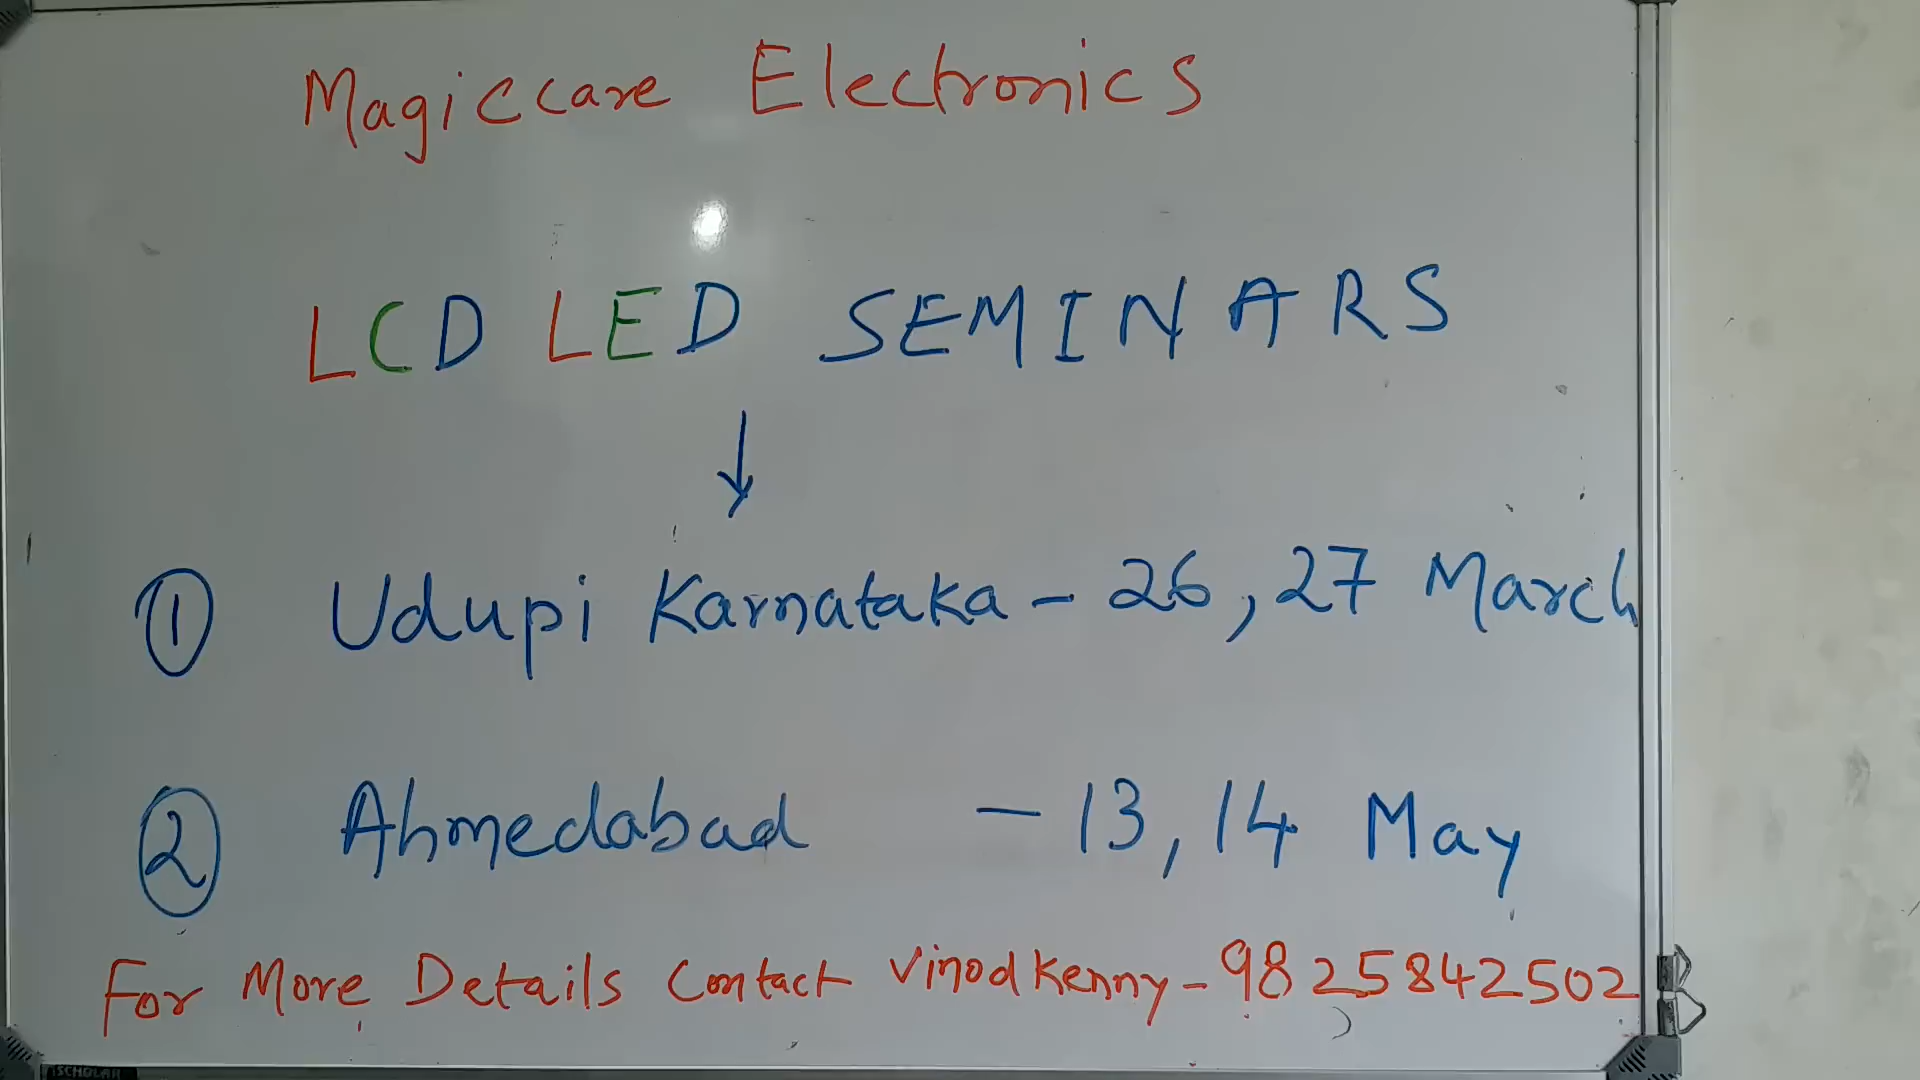 Magiccare Electronics
LCD LED SEMINARS
↓
① Udupi Karnataka - 26, 27 March
② Ahmedabad - 13, 14 May
For More Details Contact Vinod Kenny - 9825842502
SCHOLAR